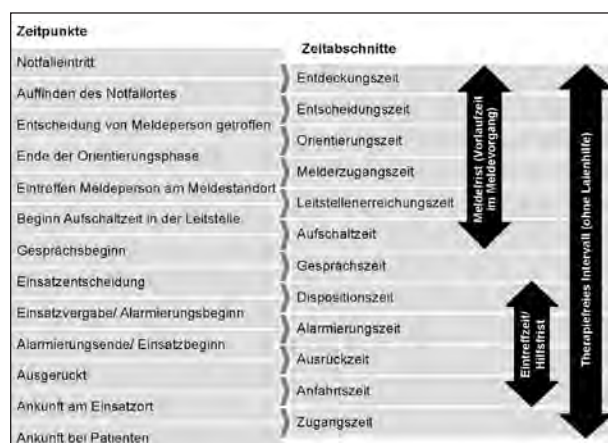 Zeitpunkte
Notfalleintritt
Auffinden des Notfallortes
Entscheidung von Meldeperson getroffen
Ende der Orientierungsphase
Eintreffen Meldeperson am Meldestandort
Beginn Aufschaltzeit in der Leitstelle
Gesprächsbeginn
Einsatzentscheidung
Einsatzvergabe/ Alarmierungsbeginn
Alarmierungsende/ Einsatzbeginn
Ausgerückt
Ankunft am Einsatzort
Ankunft bei Patienten
Zeitabschnitte
Entdeckungszeit
Entscheidungszeit
Orientierungszeit
Melderzugangszeit
Leitstellenerreichungszeit
Aufschaltzeit
Gesprächszeit
Dispositionszeit
Alarmierungszeit
Ausrückzeit
Anfahrtszeit
Zugangszeit
Meldefrist (Vorlaufzeit
im Meldevorgang)
Eintreffzeit/
Hilfsfrist
Therapiefreies Intervall (ohne Laienhilfe)